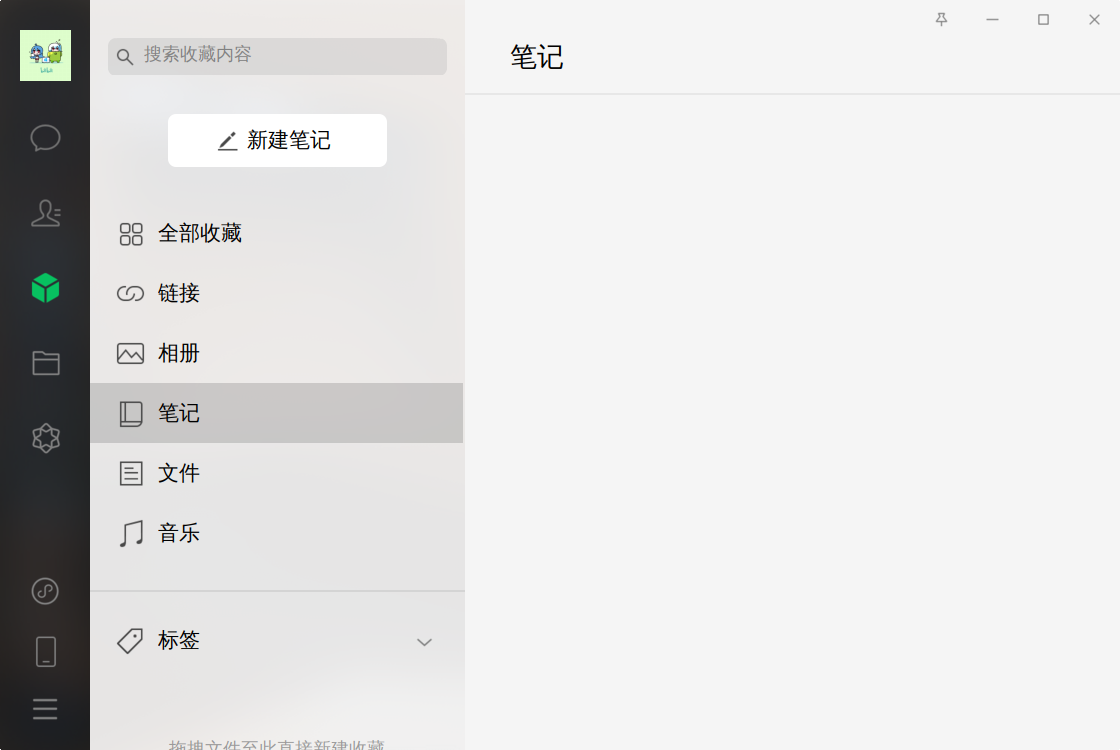 搜索收藏内容
新建笔记
全部收藏
链接
相册
笔记
文件
音乐
标签
拖拽文件至此直接新建收藏
笔记